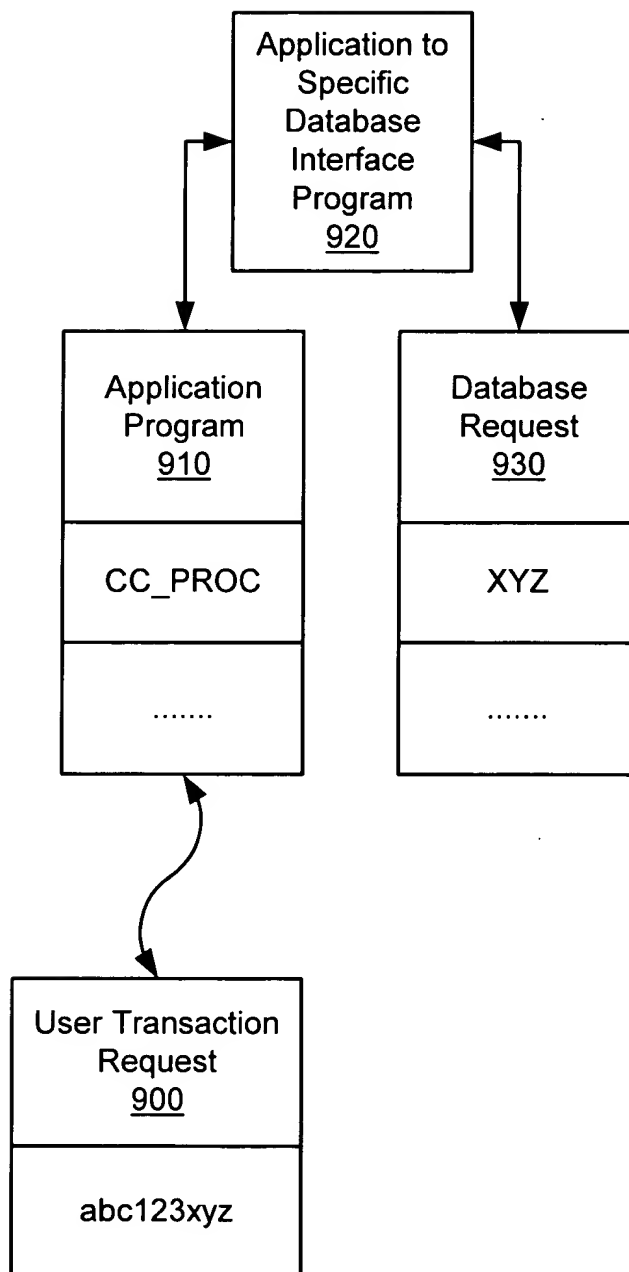 Application to
Specific
Database
Interface
Program
920
Application
Program
910
CC_PROC
.......
Database
Request
930
XYZ
.......
User Transaction
Request
900
abc123xyz